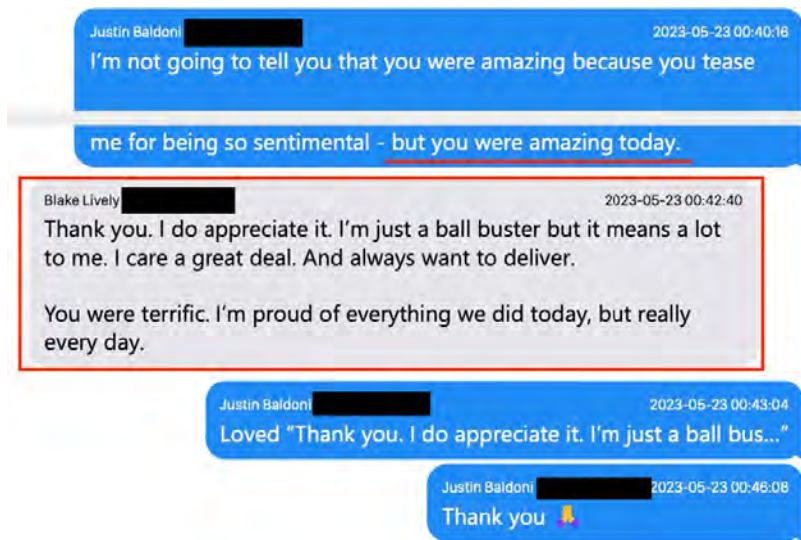 Justin Baldoni 2023-05-23 00:40:16
I'm not going to tell you that you were amazing because you tease
me for being so sentimental - but you were amazing today.
Blake Lively 2023-05-23 00:42:40
Thank you. I do appreciate it. I'm just a ball buster but it means a lot
to me. I care a great deal. And always want to deliver.
You were terrific. I'm proud of everything we did today, but really
every day.
Justin Baldoni 2023-05-23 00:43:04
Loved "Thank you. I do appreciate it. I'm just a ball bus..."
Justin Baldoni 2023-05-23 00:46:08
Thank you 🙏